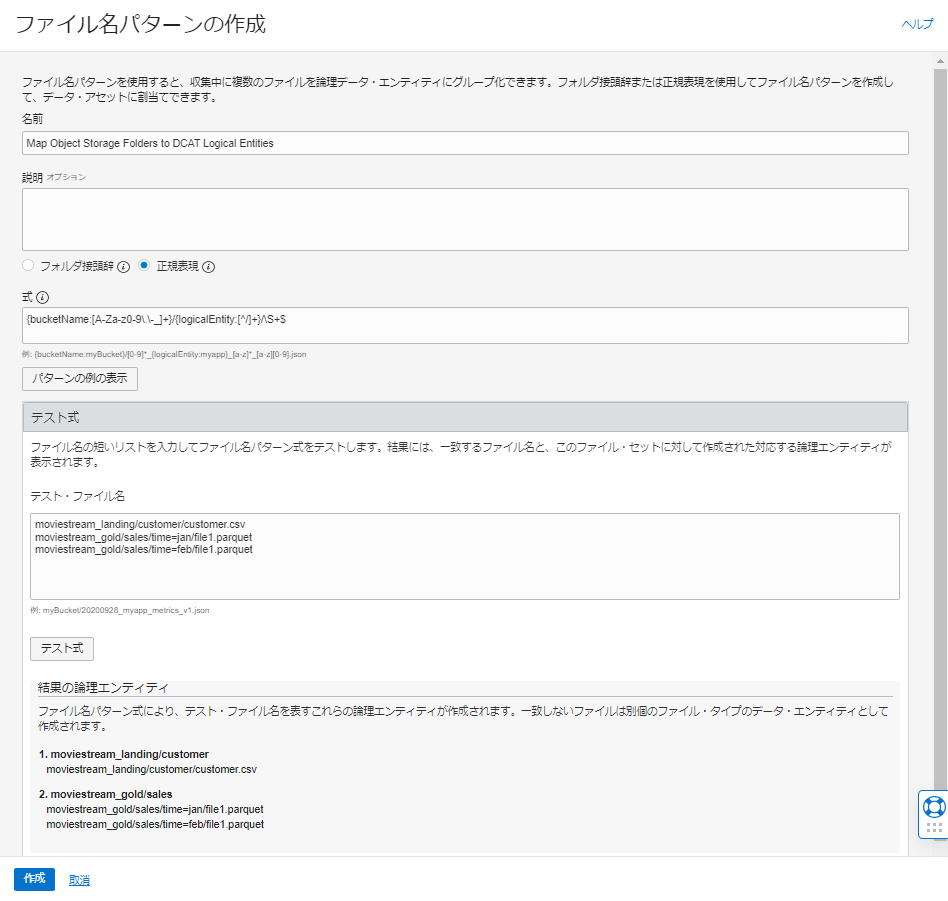 ファイル名パターンの作成
ヘルプ
ファイル名パターンを使用すると、収集中に複数のファイルを論理データ・エンティティにグループ化できます。フォルダ接頭辞または正規表現を使用してファイル名パターンを作成し
て、データ・アセットに割当てできます。
名前
Map Object Storage Folders to DCAT Logical Entities
説明 オプション
フォルダ接頭辞 正規表現
式
{bucketName:[A-Za-z0-9\.\-_]+}/{logicalEntity:[^/]+}/\S+$
例: {bucketName:myBucket}/[0-9]*_{logicalEntity:myapp}_[a-z]*_[a-z][0-9].json
パターンの例の表示
テスト式
ファイル名の短いリストを入力してファイル名パターン式をテストします。結果には、一致するファイル名と、このファイル・セットに対して作成された対応する論理エンティティが
表示されます。
テスト・ファイル名
moviestream_landing/customer/customer.csv
moviestream_gold/sales/time=jan/file1.parquet
moviestream_gold/sales/time=feb/file1.parquet
例: myBucket/20200928_myapp_metrics_v1.json
テスト式
結果の論理エンティティ
ファイル名パターン式により、テスト・ファイル名を表すこれらの論理エンティティが作成されます。一致しないファイルは別個のファイル・タイプのデータ・エンティティとして
作成されます。
1. moviestream_landing/customer
moviestream_landing/customer/customer.csv
2. moviestream_gold/sales
moviestream_gold/sales/time=jan/file1.parquet
moviestream_gold/sales/time=feb/file1.parquet
作成 取消